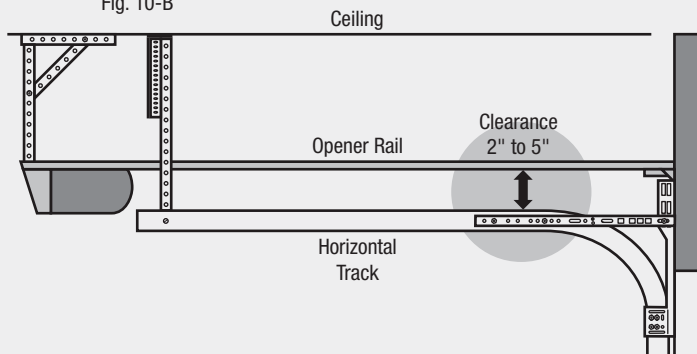 Fig. 10-B
Ceiling
Clearance
Opener Rail
2" to 5"
Horizontal
Track